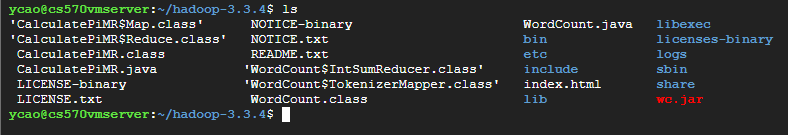 ycao@cs570vmserver:~/hadoop-3.3.4$ ls
'CalculatePiMR$Map.class' NOTICE-binary WordCount.java libexec
'CalculatePiMR$Reduce.class' NOTICE.txt bin licenses-binary
CalculatePiMR.class README.txt etc logs
CalculatePiMR.java 'WordCount$IntSumReducer.class' include sbin
LICENSE-binary 'WordCount$TokenizerMapper.class' index.html share
LICENSE.txt WordCount.class lib wc.jar
ycao@cs570vmserver:~/hadoop-3.3.4$